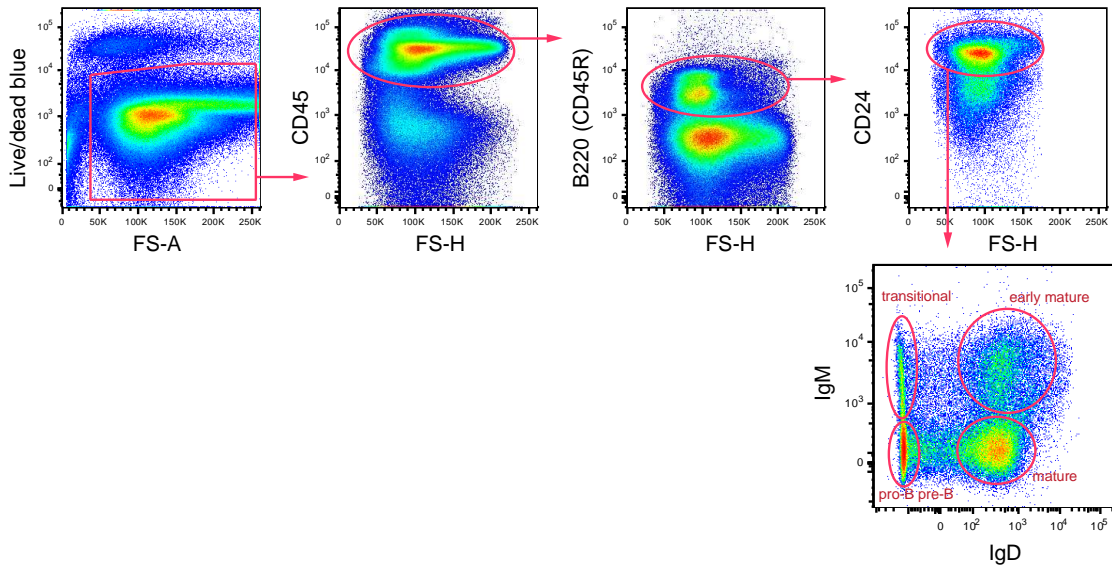 Live/dead blue
10⁵
10⁴
10³
10²
0
0
50K
100K
150K
200K
250K
FS-A
CD45
10⁵
10⁴
10³
10²
0
0
50K
100K
150K
200K
250K
FS-H
B220 (CD45R)
10⁵
10⁴
10³
10²
0
0
50K
100K
150K
200K
250K
FS-H
CD24
10⁵
10⁴
10³
10²
0
0
50K
100K
150K
200K
250K
FS-H
IgM
10⁵
10⁴
10³
0
transitional
early mature
pro-B pre-B
mature
0
10²
10³
10⁴
10⁵
IgD